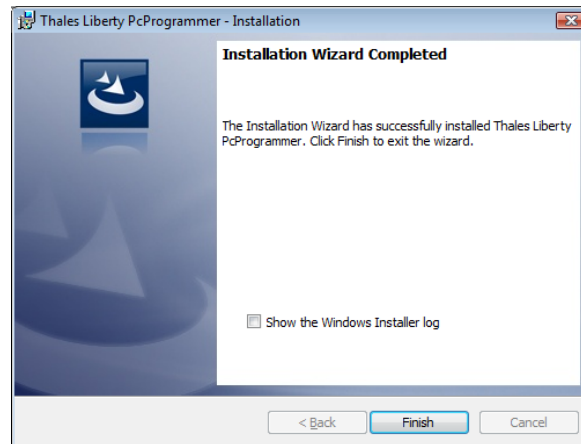 Thales Liberty PcProgrammer - Installation
Installation Wizard Completed
The Installation Wizard has successfully installed Thales Liberty
PcProgrammer. Click Finish to exit the wizard.
Show the Windows Installer log
< Back
Finish
Cancel